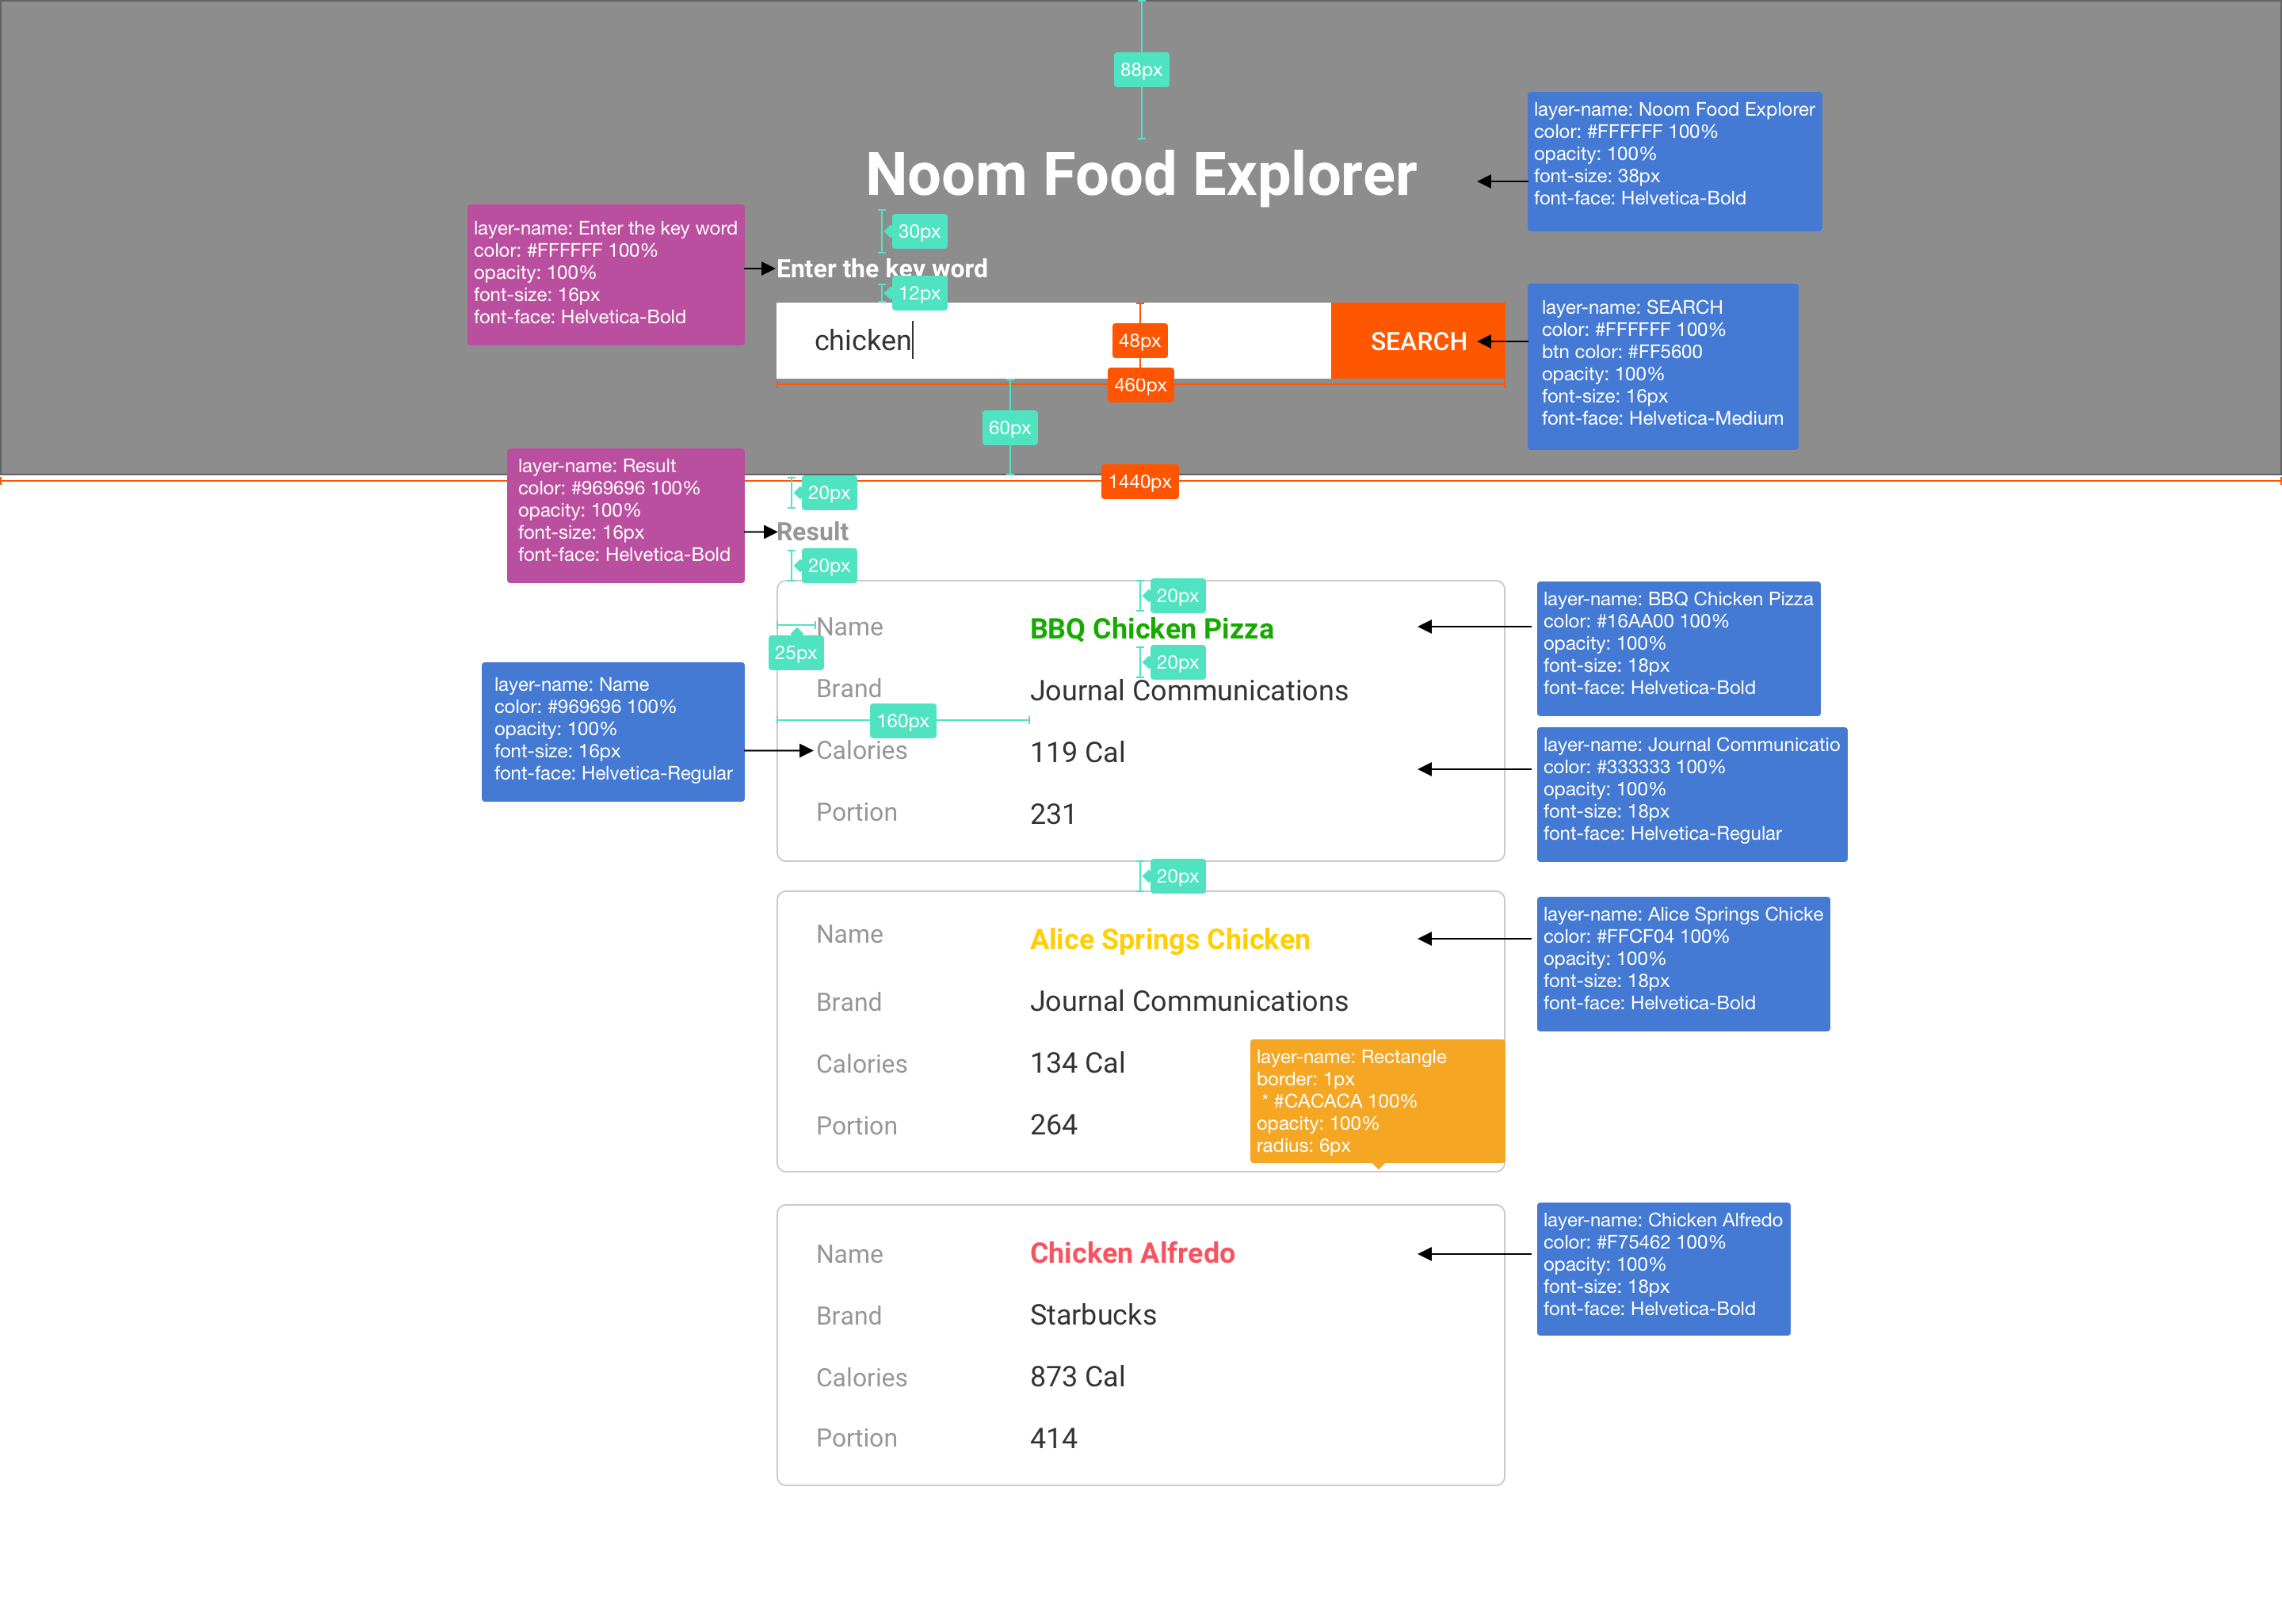 88px
layer-name: Noom Food Explorer
color: #FFFFFF 100%
opacity: 100%
font-size: 38px
font-face: Helvetica-Bold
Noom Food Explorer
layer-name: Enter the key word
color: #FFFFFF 100%
opacity: 100%
font-size: 16px
font-face: Helvetica-Bold
30px
Enter the key word
12px
chicken
48px
SEARCH
460px
layer-name: SEARCH
color: #FFFFFF 100%
btn color: #FF5600
opacity: 100%
font-size: 16px
font-face: Helvetica-Medium
60px
1440px
layer-name: Result
color: #969696 100%
opacity: 100%
font-size: 16px
font-face: Helvetica-Bold
20px
Result
20px
20px
Name
BBQ Chicken Pizza
25px
20px
Brand
Journal Communications
160px
Calories
119 Cal
Portion
231
layer-name: BBQ Chicken Pizza
color: #16AA00 100%
opacity: 100%
font-size: 18px
font-face: Helvetica-Bold
layer-name: Name
color: #969696 100%
opacity: 100%
font-size: 16px
font-face: Helvetica-Regular
layer-name: Journal Communicatio
color: #333333 100%
opacity: 100%
font-size: 18px
font-face: Helvetica-Regular
20px
Name
Alice Springs Chicken
Brand
Journal Communications
Calories
134 Cal
Portion
264
layer-name: Alice Springs Chicke
color: #FFCF04 100%
opacity: 100%
font-size: 18px
font-face: Helvetica-Bold
layer-name: Rectangle
border: 1px
* #CACACA 100%
opacity: 100%
radius: 6px
Name
Chicken Alfredo
Brand
Starbucks
Calories
873 Cal
Portion
414
layer-name: Chicken Alfredo
color: #F75462 100%
opacity: 100%
font-size: 18px
font-face: Helvetica-Bold